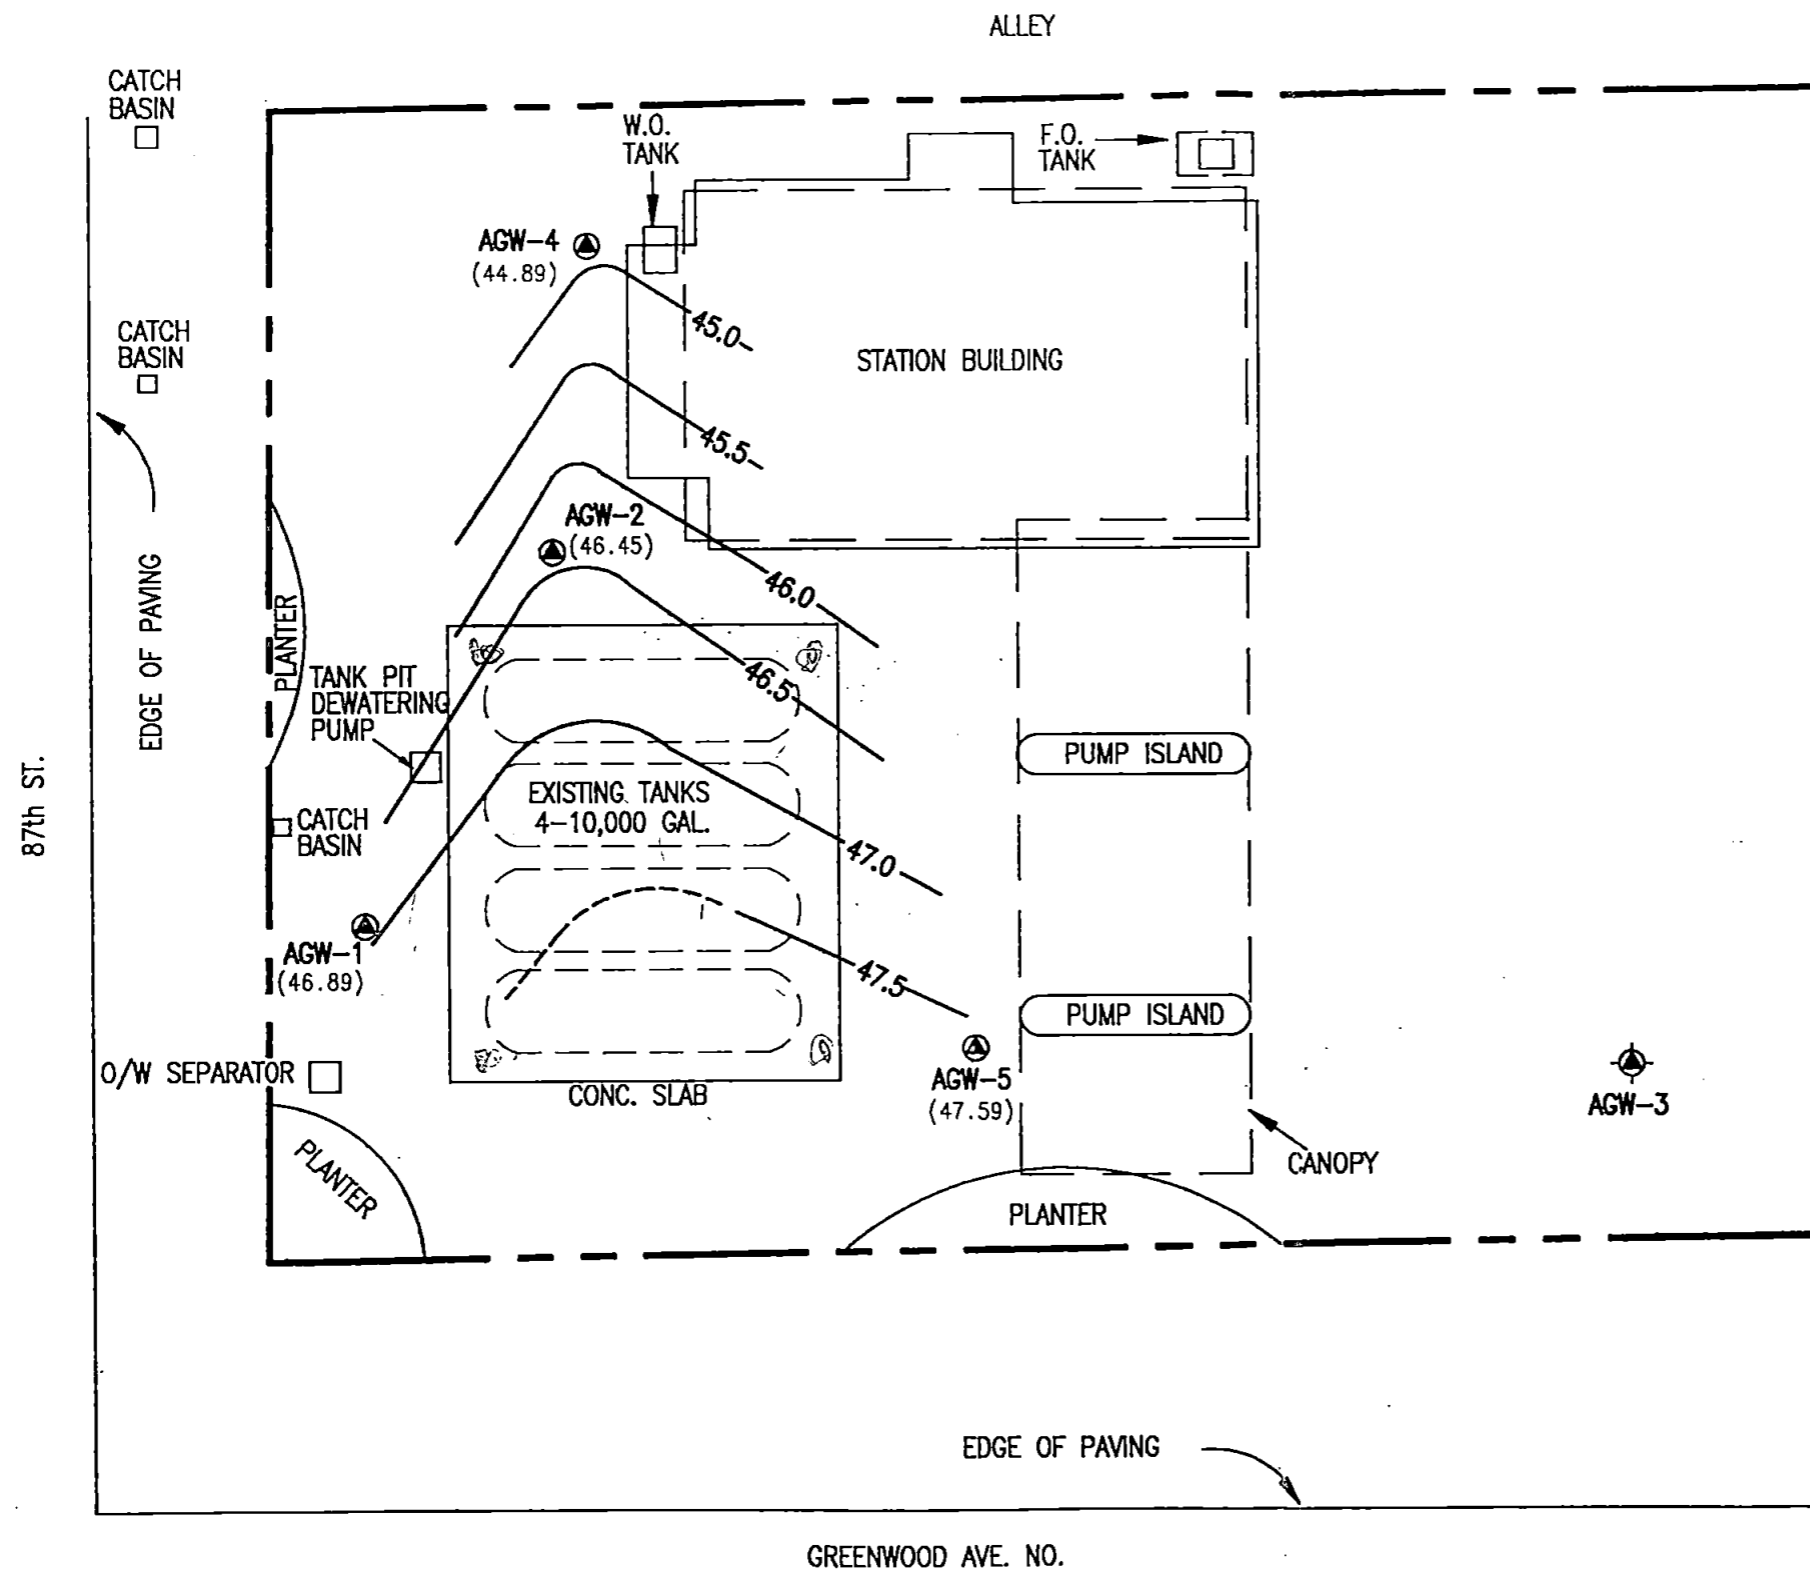 ALLEY
CATCH
BASIN
W.O.
TANK
F.O.
TANK
AGW-4
(44.89)
CATCH
BASIN
45.0
STATION BUILDING
45.5
AGW-2
(46.45)
46.0
EDGE OF PAVING
PLANTER
TANK PIT
DEWATERING
PUMP
46.5
PUMP ISLAND
87th ST.
EXISTING TANKS
4-10,000 GAL.
CATCH
BASIN
47.0
AGW-1
(46.89)
47.5
PUMP ISLAND
O/W SEPARATOR
CONC. SLAB
AGW-5
(47.59)
AGW-3
PLANTER
CANOPY
PLANTER
EDGE OF PAVING
GREENWOOD AVE. NO.